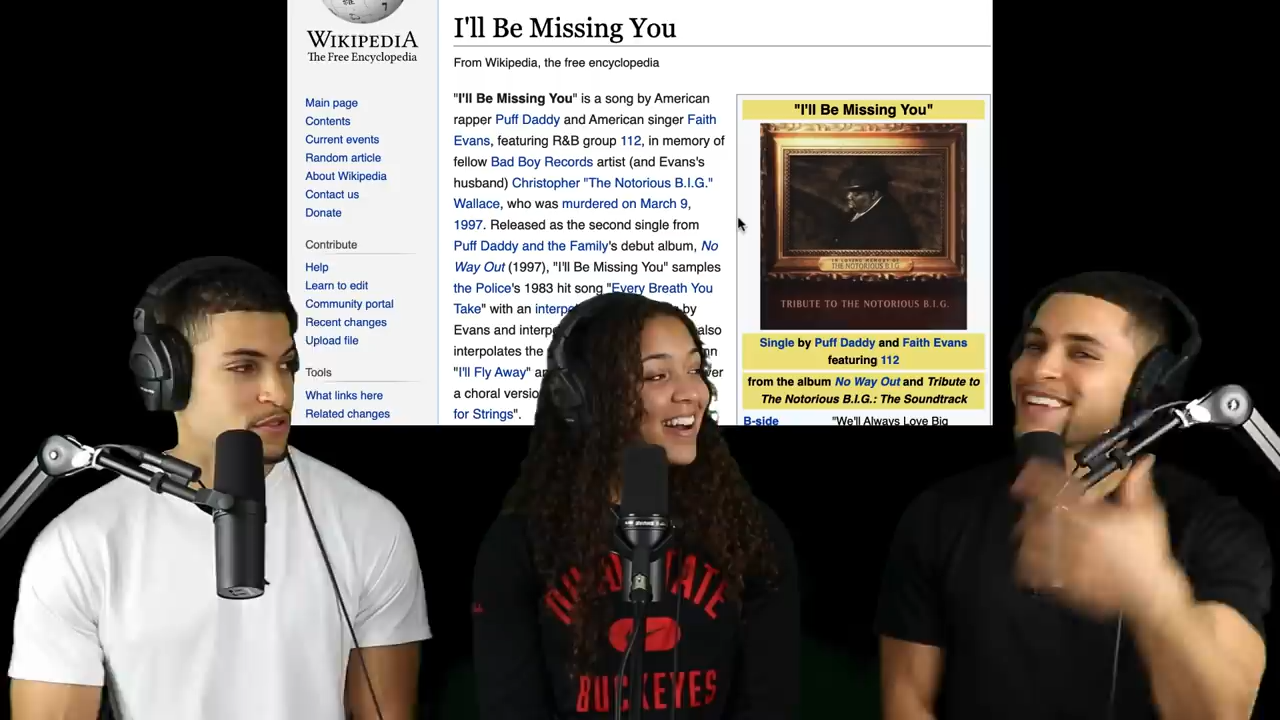 WIKIPEDIA
The Free Encyclopedia
Main page
Contents
Current events
Random article
About Wikipedia
Contact us
Donate
Contribute
Help
Learn to edit
Community portal
Recent changes
Upload file
Tools
What links here
Related changes
I'll Be Missing You
From Wikipedia, the free encyclopedia
"I'll Be Missing You" is a song by American
rapper Puff Daddy and American singer Faith
Evans, featuring R&B group 112, in memory of
fellow Bad Boy Records artist (and Evans's
husband) Christopher "The Notorious B.I.G."
Wallace, who was murdered on March 9,
1997. Released as the second single from
Puff Daddy and the Family's debut album, No
Way Out (1997), "I'll Be Missing You" samples
the Police's 1983 hit song "Every Breath You
Take" with an by
Evans and also
interpolates the
"I'll Fly Away"
a choral
for Strings".
"I'll Be Missing You"
IN LOVING MEMORY OF
THE NOTORIOUS B.I.G
TRIBUTE TO THE NOTORIOUS B.I.G.
Single by Puff Daddy and Faith Evans
featuring 112
from the album No Way Out and Tribute to
The Notorious B.I.G.: The Soundtrack
B-side "We'll Always Love Big
BUCKEYES